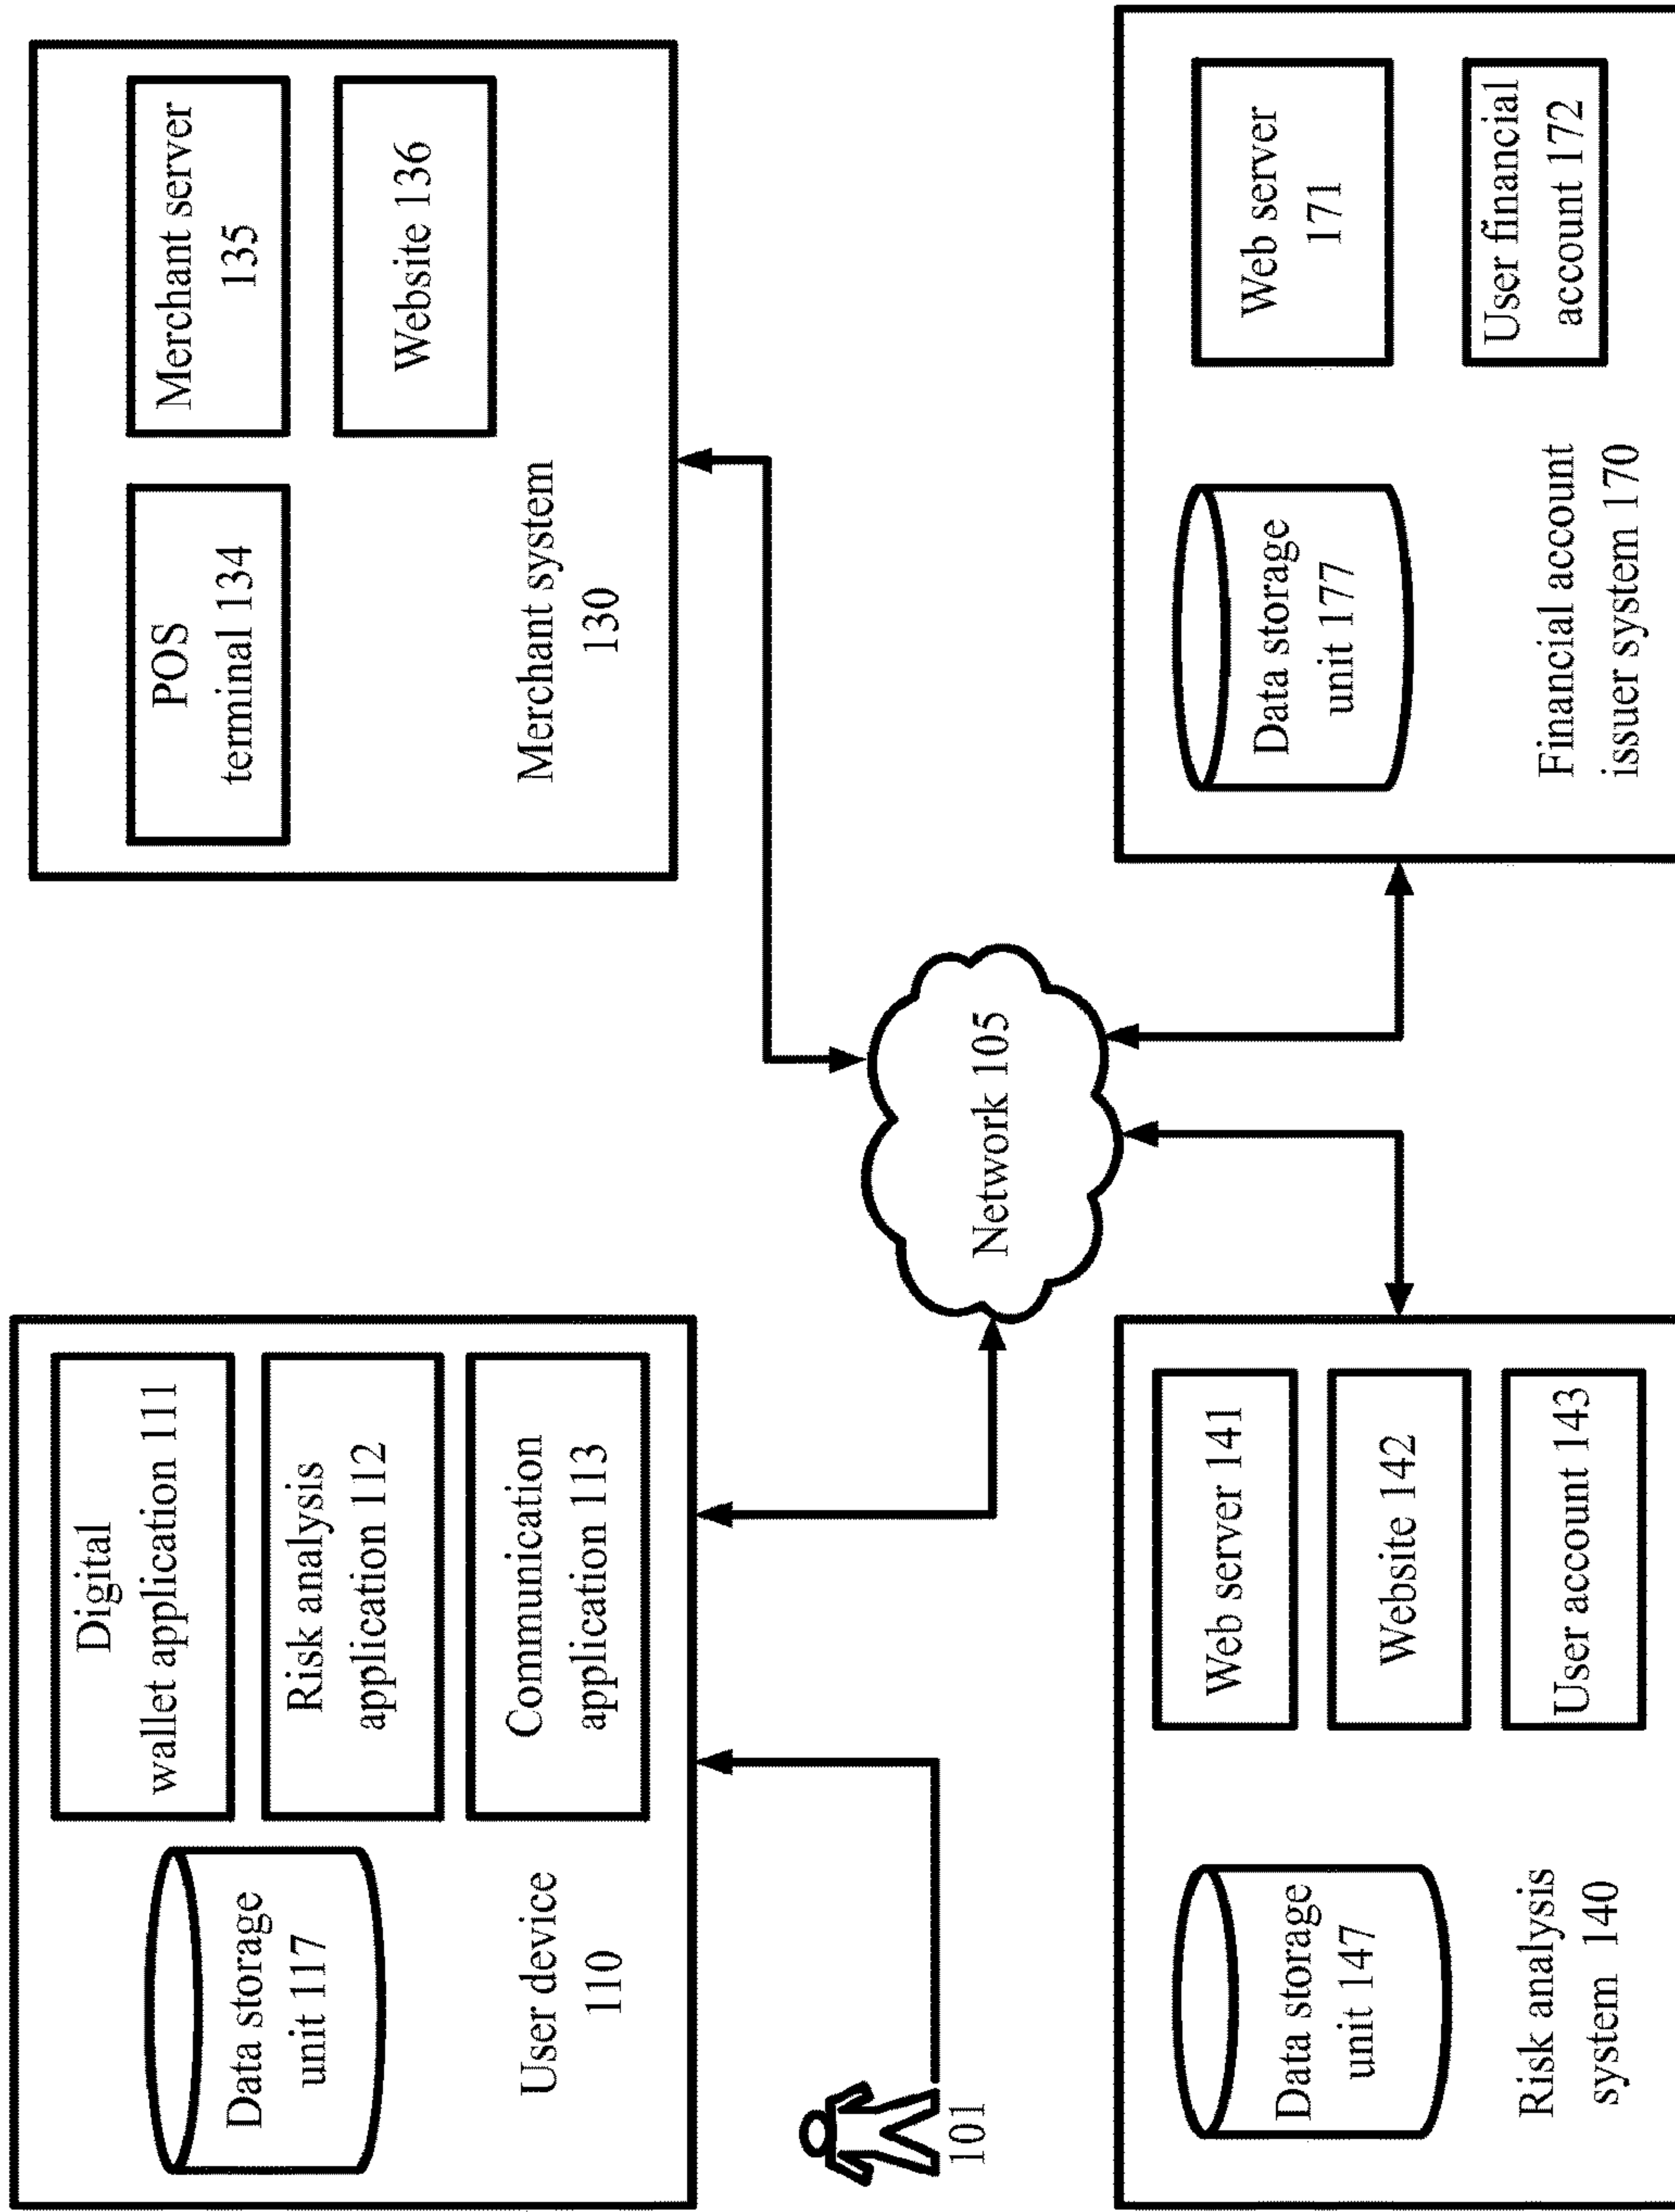 Data storage
unit 117
User device
110
Digital
wallet application 111
Risk analysis
application 112
Communication
application 113
POS
terminal 134
Merchant server
135
Website 136
Merchant system
130
101
Network 105
Data storage
unit 147
Risk analysis
system 140
Web server 141
Website 142
User account 143
Data storage
unit 177
Financial account
issuer system 170
Web server
171
User financial
account 172